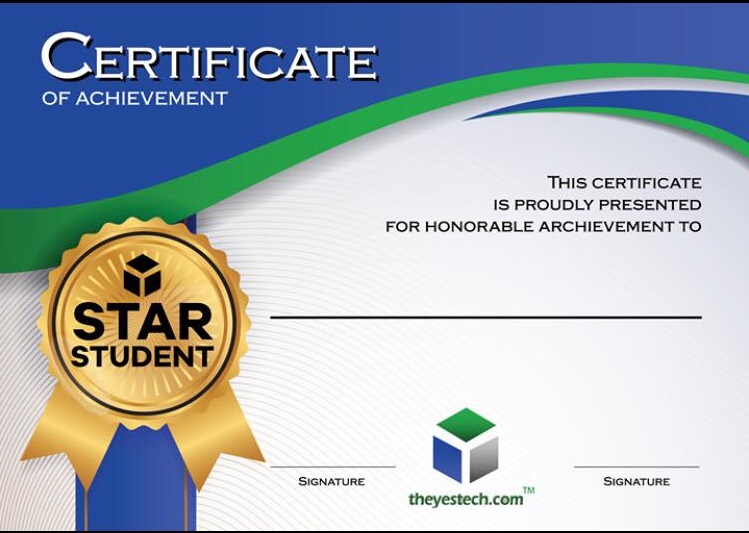 CERTIFICATE
OF ACHIEVEMENT
THIS CERTIFICATE
IS PROUDLY PRESENTED
FOR HONORABLE ARCHIEVEMENT TO
STAR
STUDENT
SIGNATURE
theyestech.com™
SIGNATURE